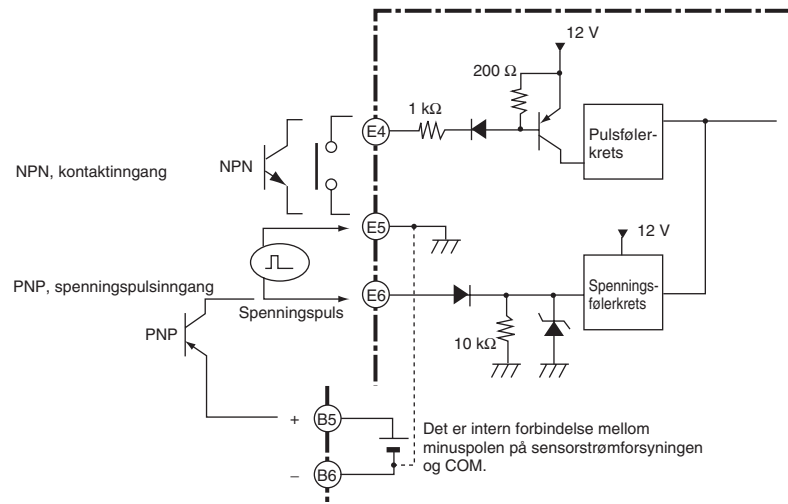 12 V
200 Ω
1 kΩ
E4
Pulsføler-
krets
NPN
NPN, kontaktinngang
E5
12 V
PNP, spenningspulsinngang
E6
Spennings-
følerkrets
Spenningspuls
PNP
10 kΩ
+
B5
Det er intern forbindelse mellom
minuspolen på sensorstrømforsyningen
og COM.
–
B6